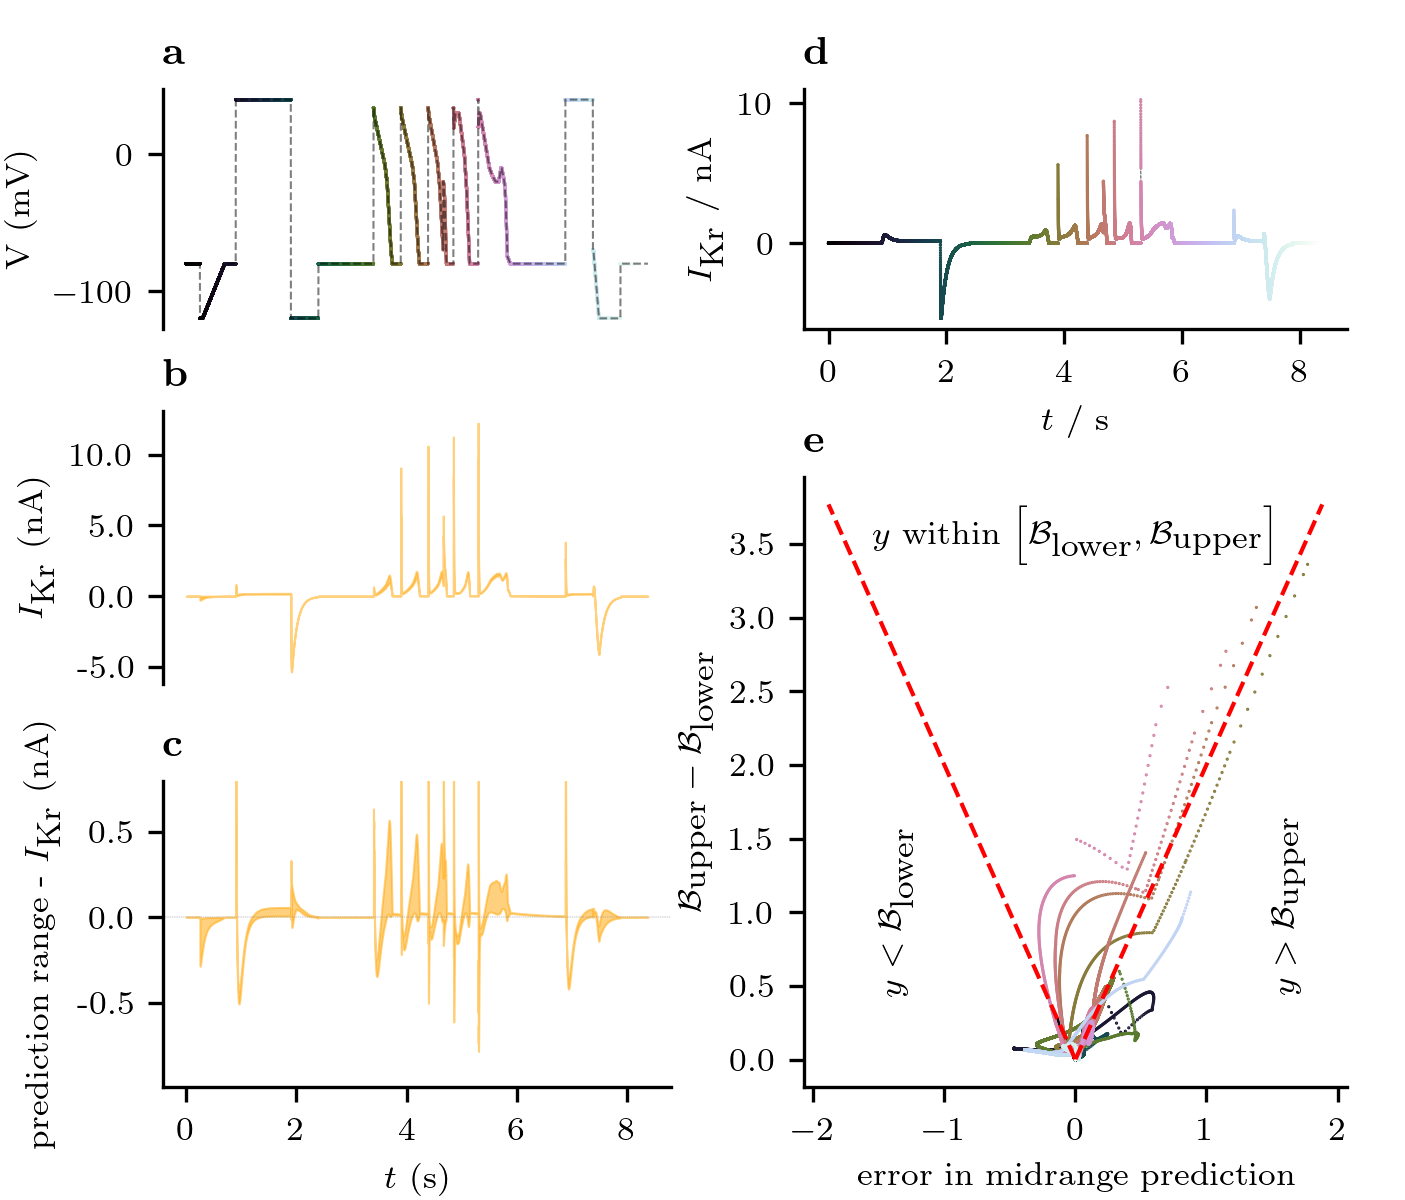 a
V (mV)
0
−100
b
I_Kr (nA)
10.0
5.0
0.0
-5.0
c
prediction range - I_Kr (nA)
0.5
0.0
-0.5
0 2 4 6 8
t (s)
d
I_Kr / nA
10
0
0 2 4 6 8
t / s
e
ℬ_upper − ℬ_lower
3.5
3.0
2.5
2.0
1.5
1.0
0.5
0.0
y within [ℬ_lower, ℬ_upper]
y < ℬ_lower
y > ℬ_upper
−2 −1 0 1 2
error in midrange prediction